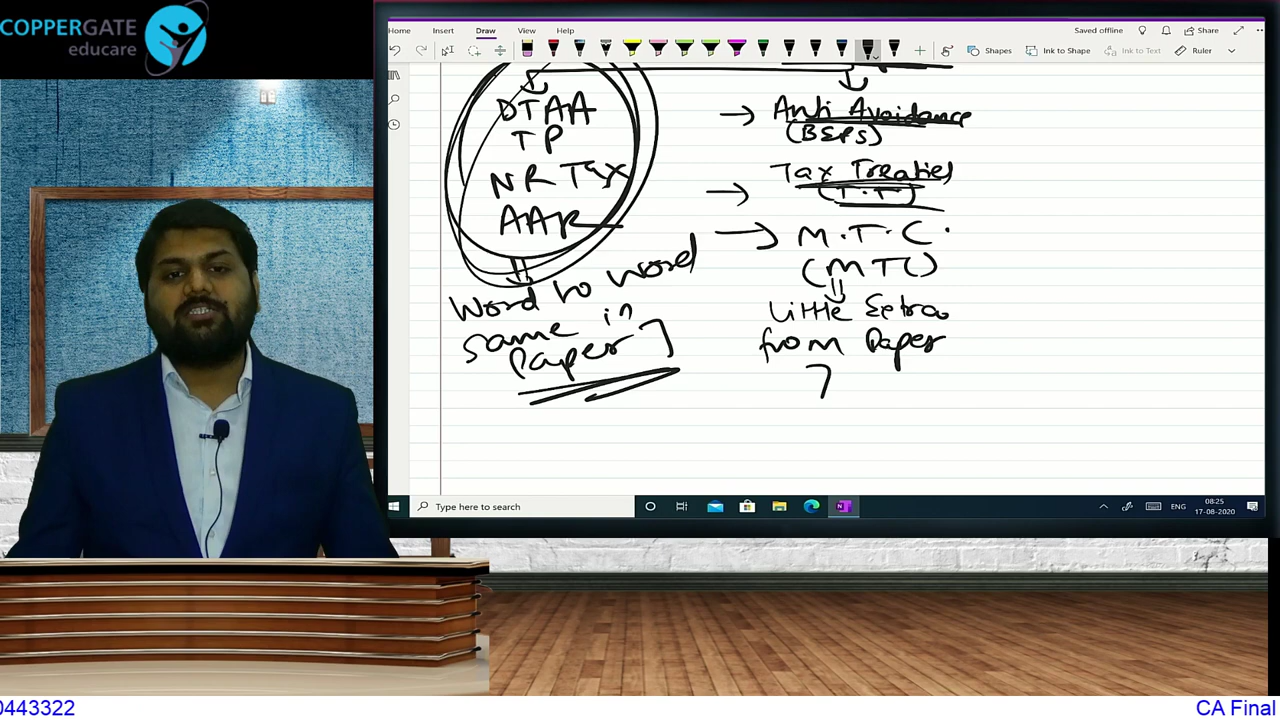 COPPERGATE
educare
Home Insert Draw View Help
Saved offline Share
Shapes Ink to Shape Ink to Text Ruler
DTAA
TP
NR Tax
AAR
Word to word
same in
Paper 7
→ Anti Avoidance
(BEPS)
→ Tax Treaties
(T.T)
→ M.T.C.
(MTC)
Little Extra
from Paper
7
Type here to search
ENG
08:25
17-08-2020
0443322
CA Final